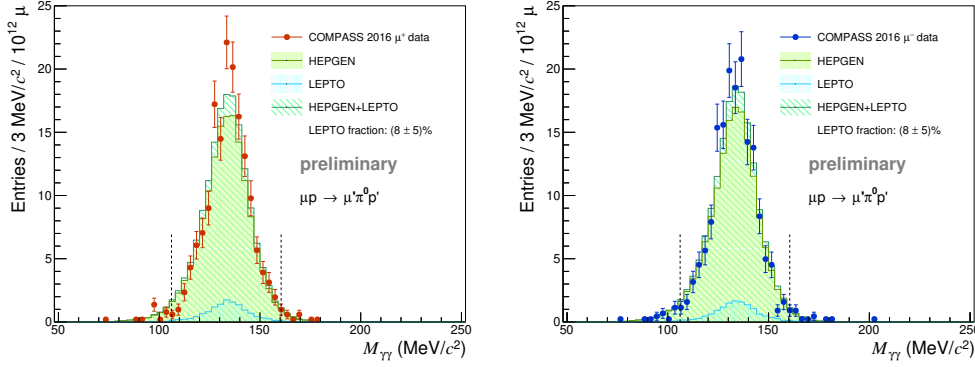 Entries / 3 MeV/c² / 10¹² μ
25
20
15
10
5
0
COMPASS 2016 μ⁺ data
HEPGEN
LEPTO
HEPGEN+LEPTO
LEPTO fraction: (8 ± 5)%
preliminary
μp → μ'π⁰p'
50
100
150
200
250
M_γγ (MeV/c²)
Entries / 3 MeV/c² / 10¹² μ
25
20
15
10
5
0
COMPASS 2016 μ⁻ data
HEPGEN
LEPTO
HEPGEN+LEPTO
LEPTO fraction: (8 ± 5)%
preliminary
μp → μ'π⁰p'
50
100
150
200
250
M_γγ (MeV/c²)